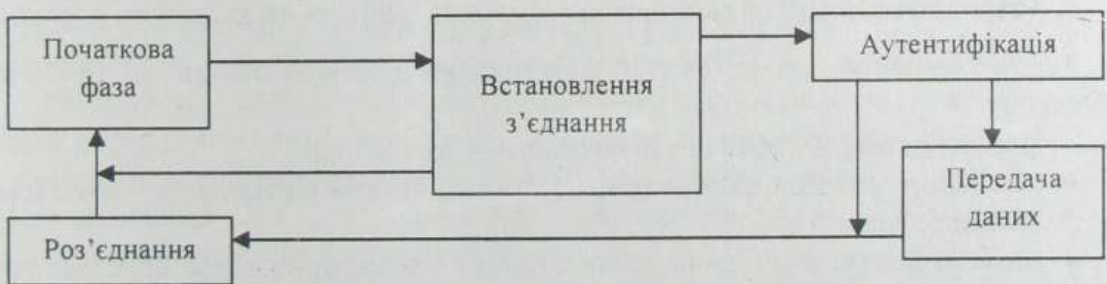 Початкова
фаза
Встановлення
з’єднання
Аутентифікація
Передача
даних
Роз’єднання